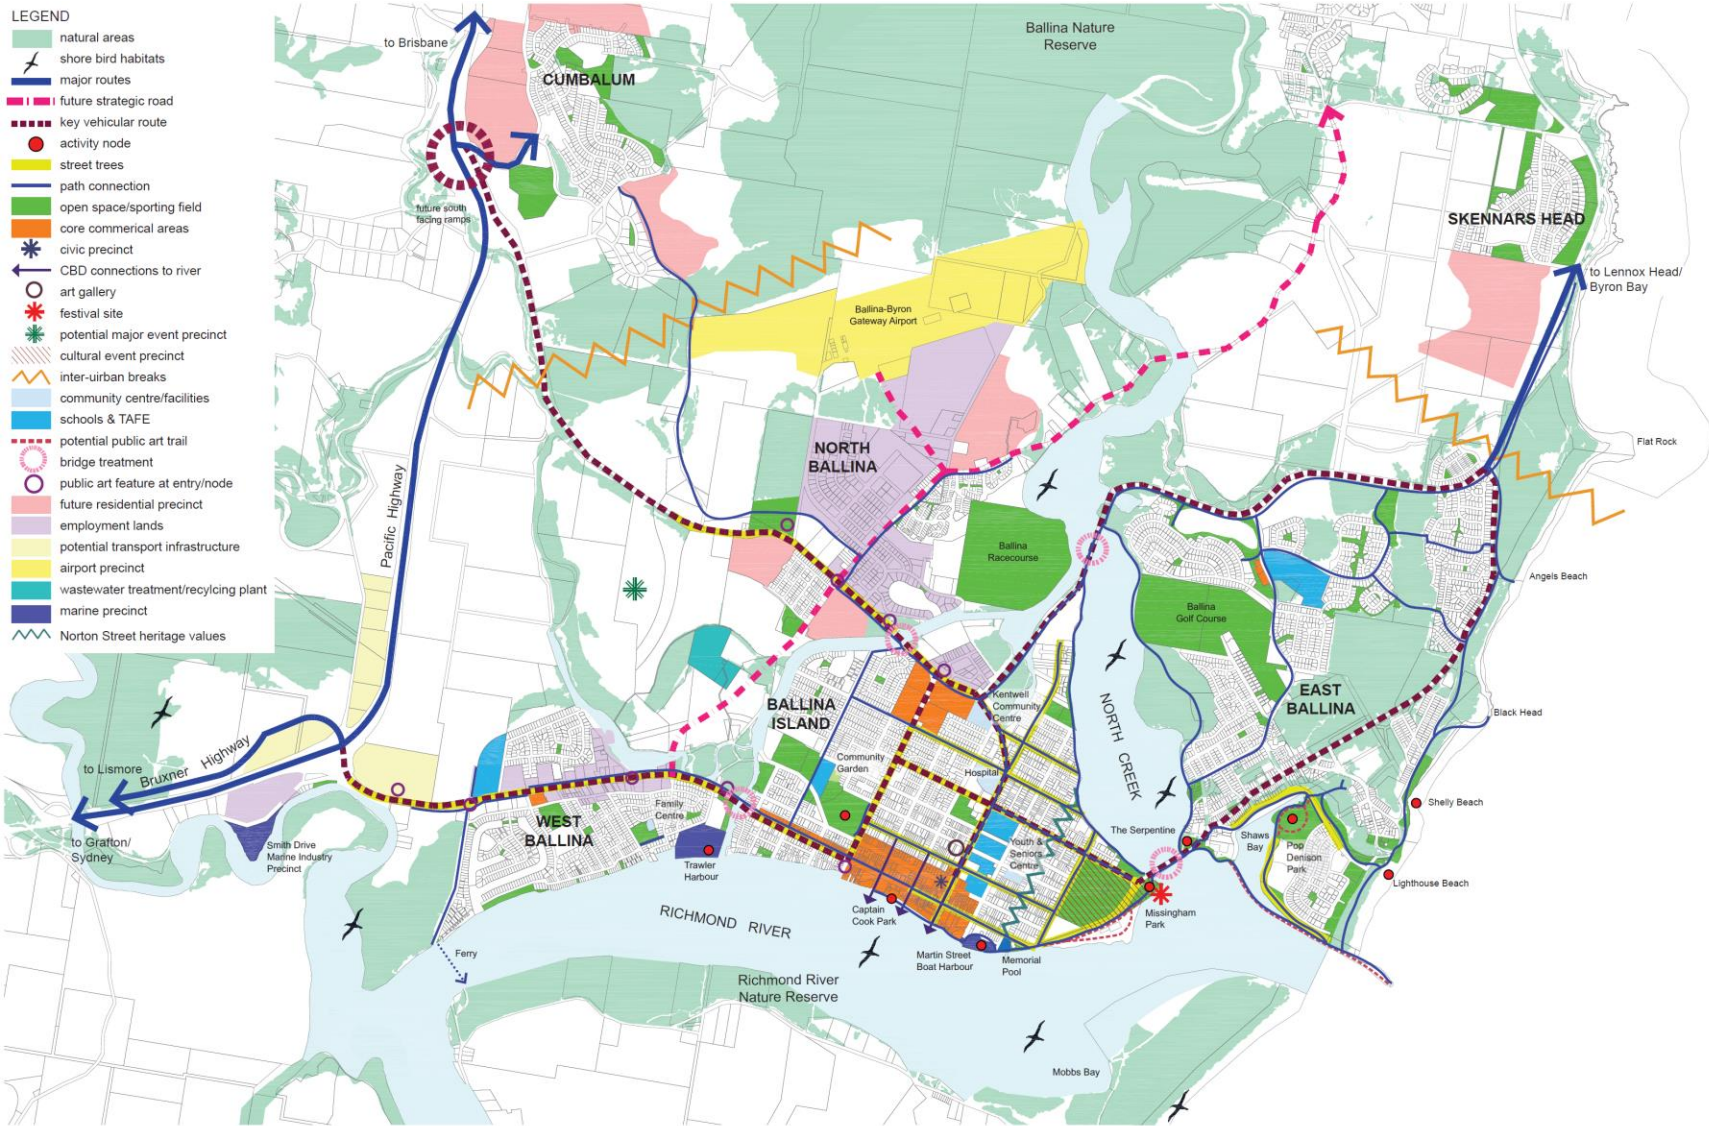 LEGEND
natural areas
shore bird habitats
major routes
future strategic road
key vehicular route
activity node
street trees
path connection
open space/sporting field
core commerical areas
civic precinct
CBD connections to river
art gallery
festival site
potential major event precinct
cultural event precinct
inter-uirban breaks
community centre/facilities
schools & TAFE
potential public art trail
bridge treatment
public art feature at entry/node
future residential precinct
employment lands
potential transport infrastructure
airport precinct
wastewater treatment/recylcing plant
marine precinct
Norton Street heritage values
to Brisbane
CUMBALUM
Ballina Nature
Reserve
future south
facing ramps
SKENNARS HEAD
to Lennox Head/
Byron Bay
Ballina-Byron
Gateway Airport
Flat Rock
NORTH
BALLINA
Pacific Highway
Ballina
Racecourse
Angels Beach
Ballina
Golf Course
EAST
BALLINA
Black Head
NORTH CREEK
Kentwell
Community
Centre
BALLINA
ISLAND
Community
Garden
Hospital
to Lismore
Bruxner Highway
to Grafton/
Sydney
Smith Drive
Marine Industry
Precinct
WEST
BALLINA
Family
Centre
Trawler
Harbour
The Serpentine
Shelly Beach
Shaws
Bay
Pop
Denison
Park
Youth &
Seniors
Centre
Lighthouse Beach
Missingham
Park
Captain
Cook Park
RICHMOND RIVER
Ferry
Martin Street
Boat Harbour
Memorial
Pool
Richmond River
Nature Reserve
Mobbs Bay